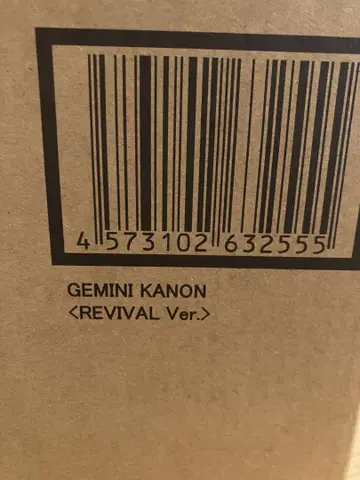 4 573102 632555
GEMINI KANON
<REVIVAL Ver.>